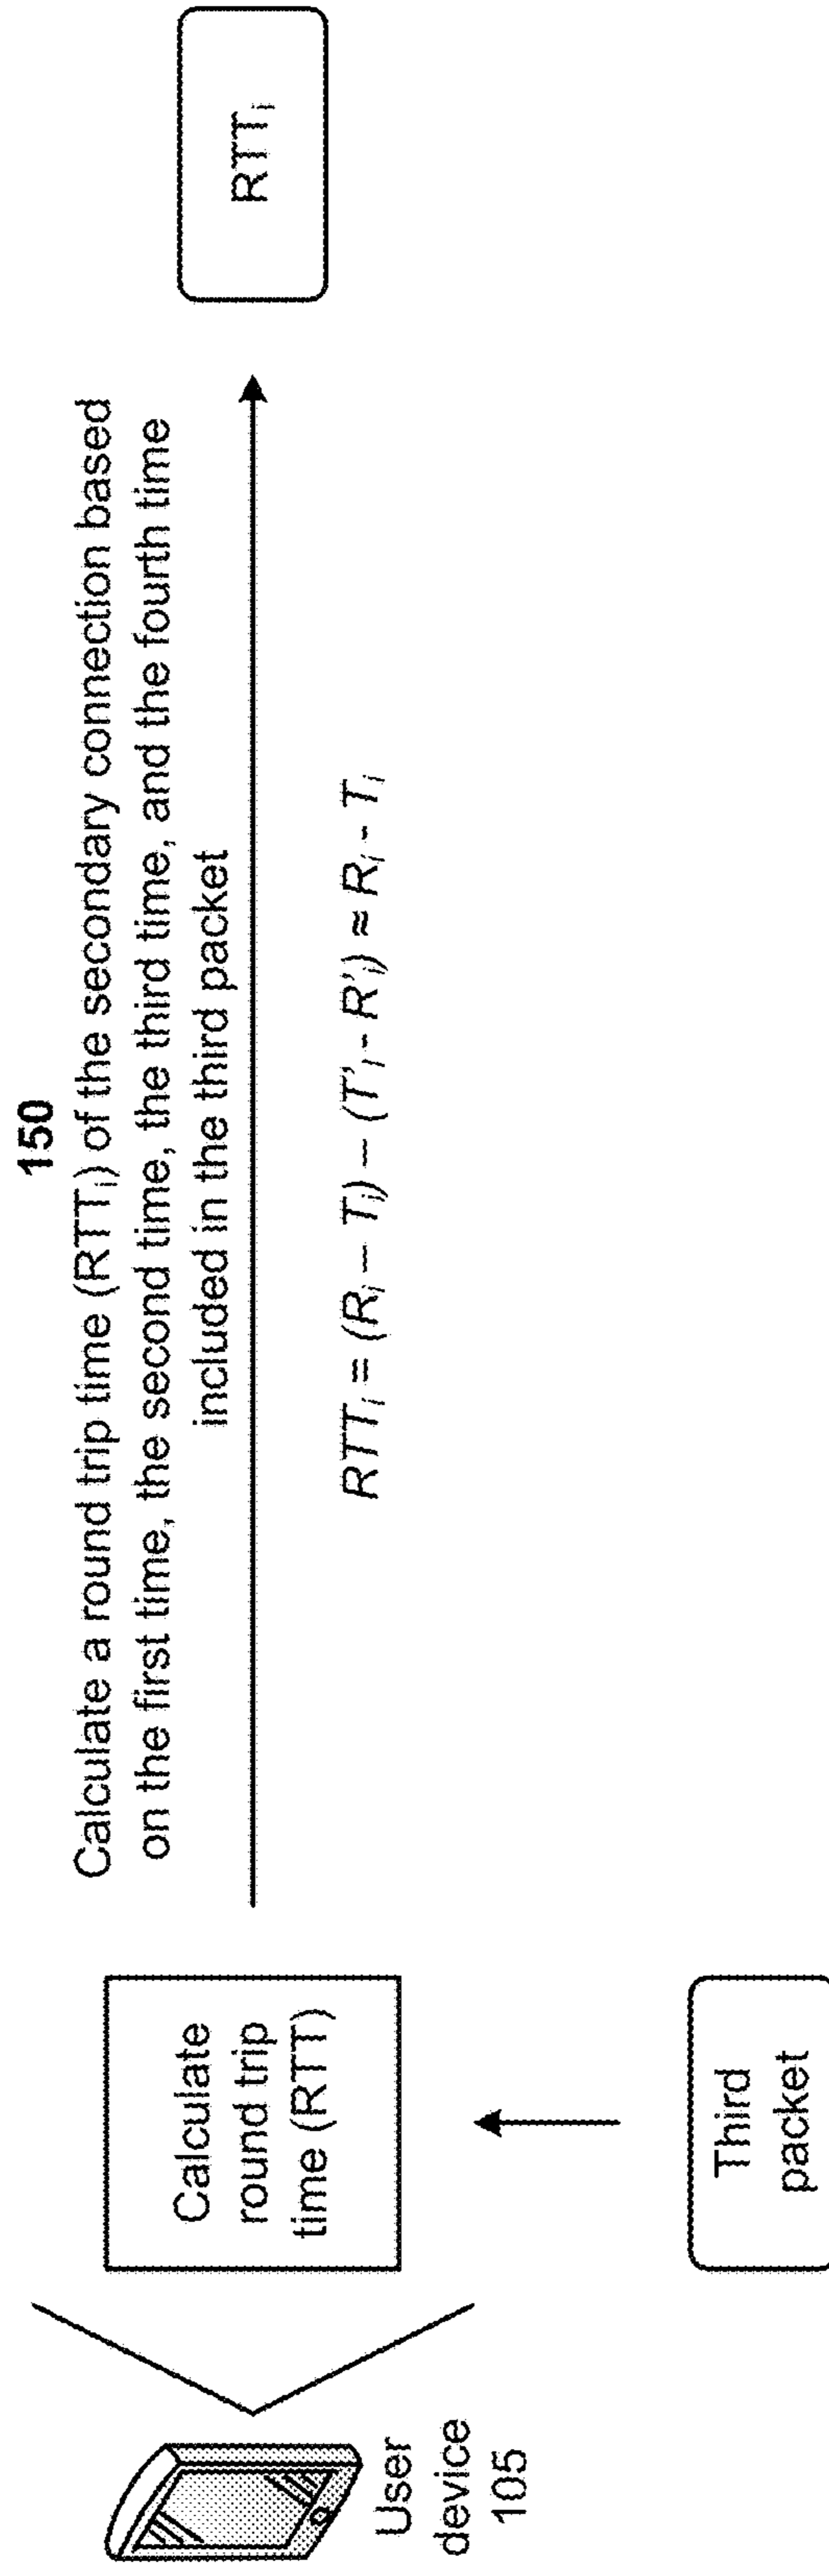 150
Calculate a round trip time (RTTᵢ) of the secondary connection based
on the first time, the second time, the third time, and the fourth time
included in the third packet
RTTᵢ = (Rᵢ – Tᵢ) – (T'ᵢ - R'ᵢ) ≈ Rᵢ - Tᵢ
User
device
105
Calculate
round trip
time (RTT)
Third
packet
RTTᵢ